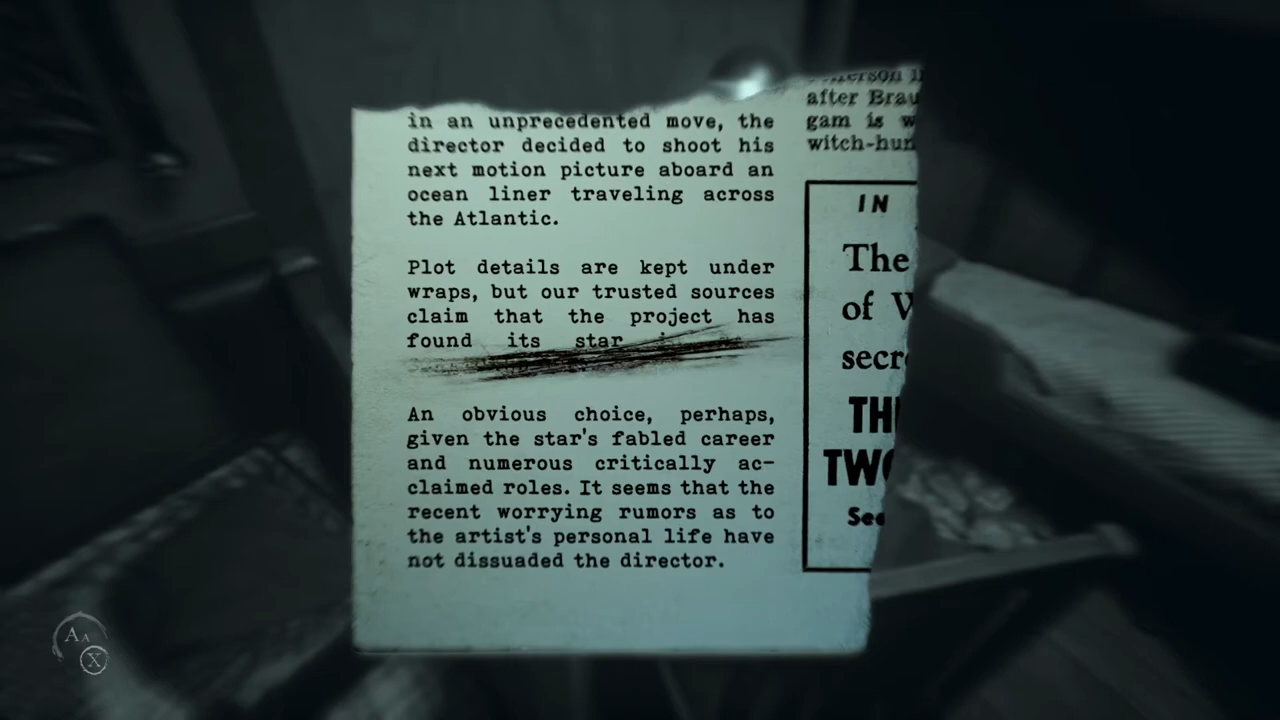 in an unprecedented move, the
director decided to shoot his
next motion picture aboard an
ocean liner traveling across
the Atlantic.
Plot details are kept under
wraps, but our trusted sources
claim that the project has
found its star
An obvious choice, perhaps,
given the star's fabled career
and numerous critically ac-
claimed roles. It seems that the
recent worrying rumors as to
the artist's personal life have
not dissuaded the director.
after Brau
gam is w
witch-hun
IN
The
of W
secre
TH
TWO
See
AA
X